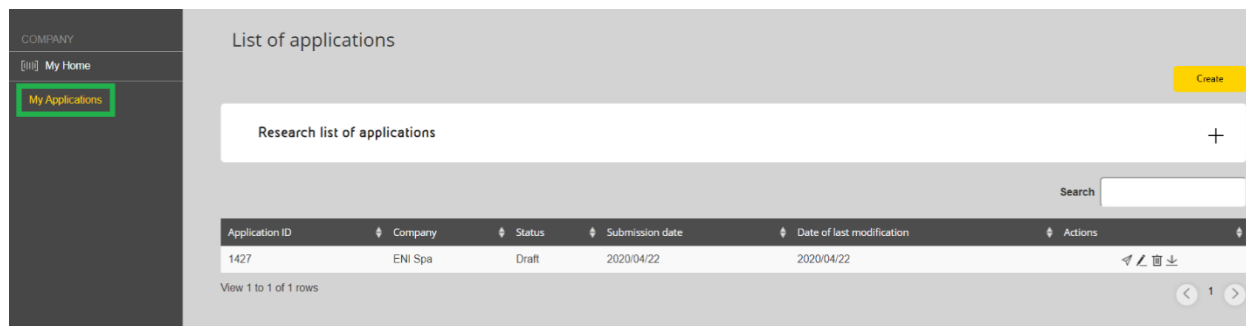 COMPANY
My Home
My Applications
List of applications
Create
Research list of applications
Search
Application ID Company Status Submission date Date of last modification Actions
1427 ENI Spa Draft 2020/04/22 2020/04/22
View 1 to 1 of 1 rows
1